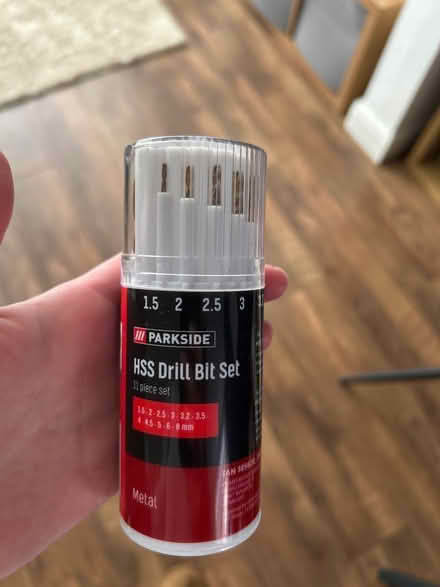 1.5 2 2.5 3
PARKSIDE
HSS Drill Bit Set
11 piece set
1.5 · 2 · 2.5 · 3 · 3.2 · 3.5 ·
4 · 4.5 · 5 · 6 · 8 mm
Metal